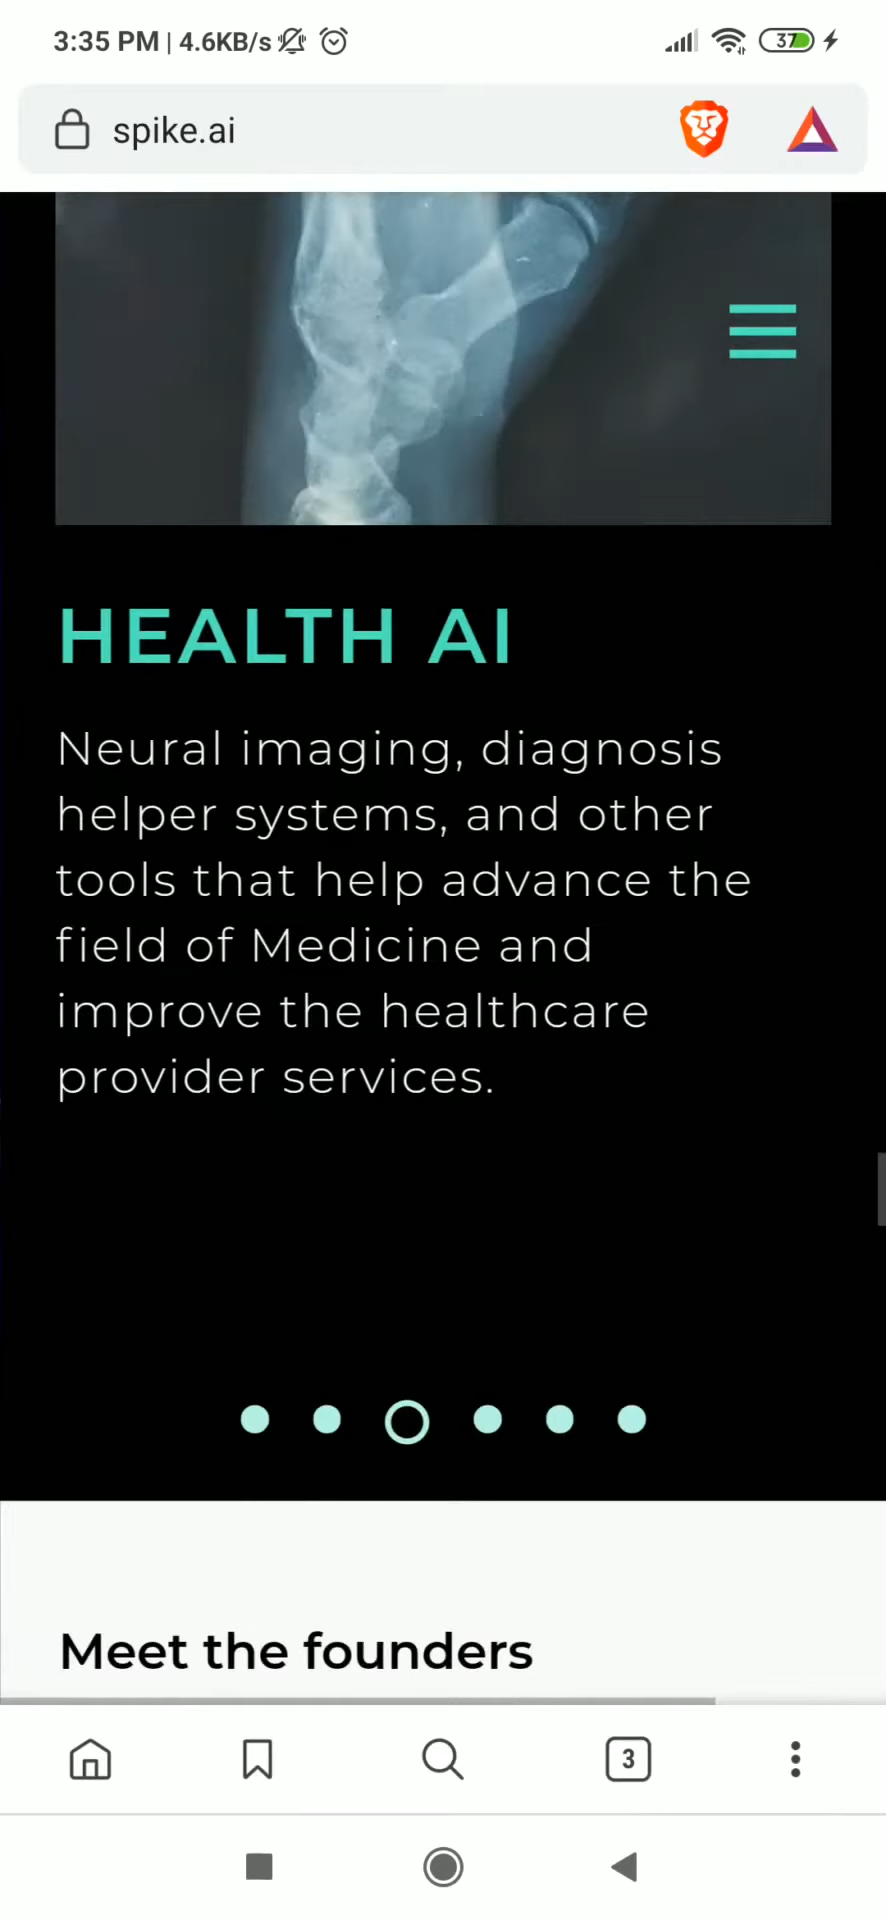 3:35 PM | 4.6KB/s
37
spike.ai
HEALTH AI
Neural imaging, diagnosis
helper systems, and other
tools that help advance the
field of Medicine and
improve the healthcare
provider services.
Meet the founders
3